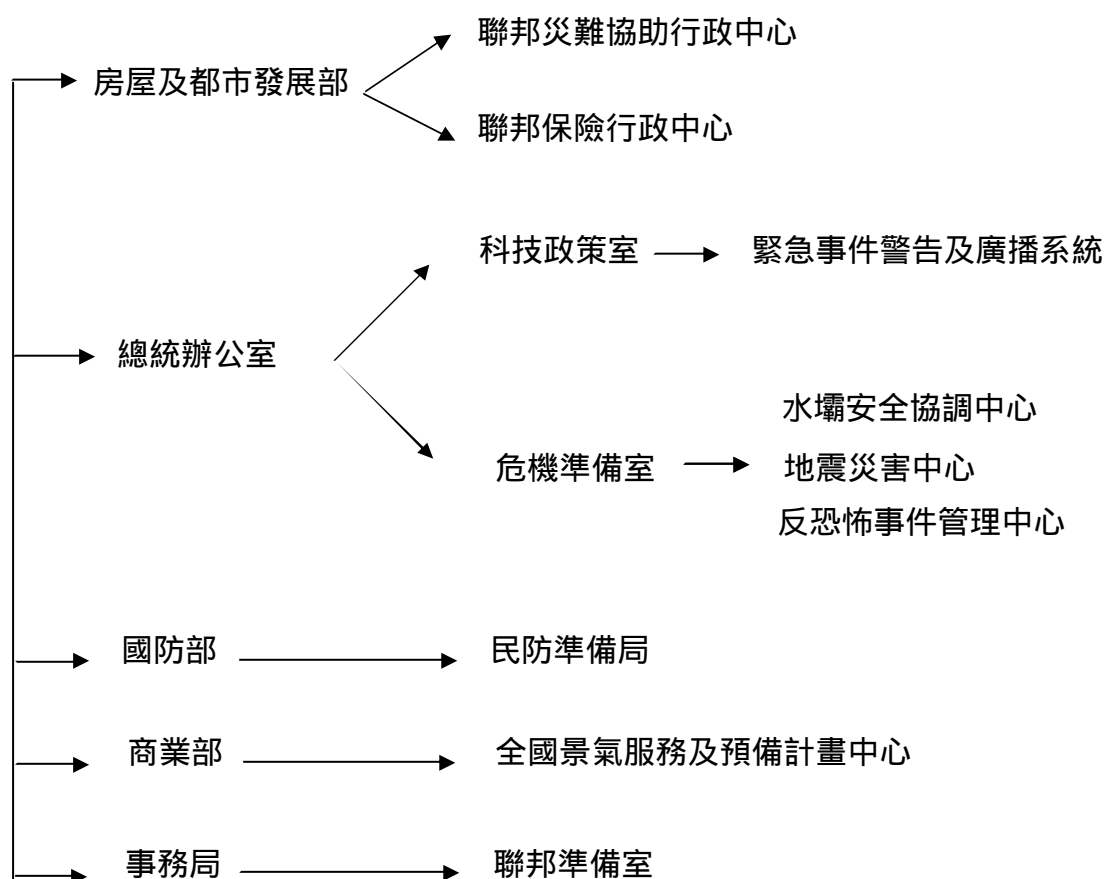 聯邦災難協助行政中心
房屋及都市發展部
聯邦保險行政中心
科技政策室
緊急事件警告及廣播系統
總統辦公室
水壩安全協調中心
危機準備室
地震災害中心
反恐怖事件管理中心
國防部
民防準備局
商業部
全國景氣服務及預備計畫中心
事務局
聯邦準備室